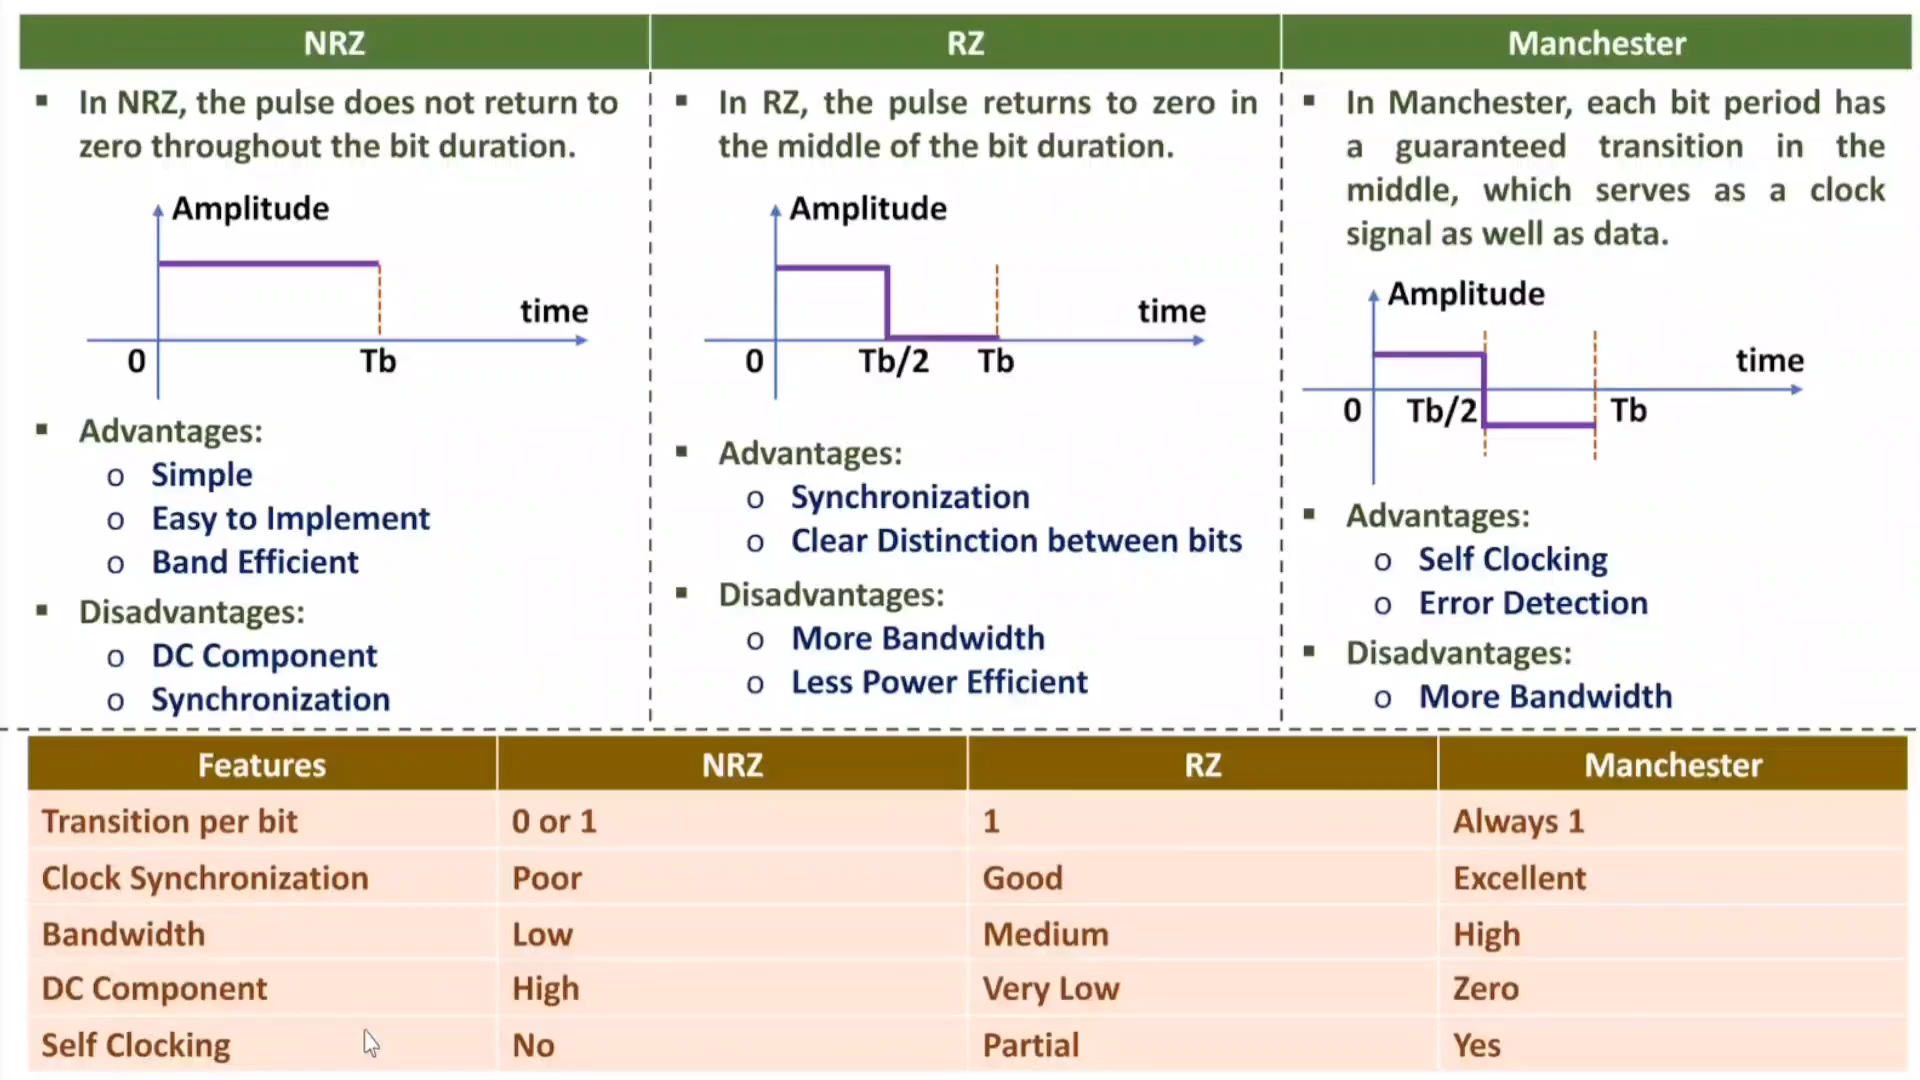 NRZ
RZ
Manchester
▪ In NRZ, the pulse does not return to
zero throughout the bit duration.
Amplitude
time
0
Tb
▪ Advantages:
o Simple
o Easy to Implement
o Band Efficient
▪ Disadvantages:
o DC Component
o Synchronization
▪ In RZ, the pulse returns to zero in
the middle of the bit duration.
Amplitude
time
0
Tb/2
Tb
▪ Advantages:
o Synchronization
o Clear Distinction between bits
▪ Disadvantages:
o More Bandwidth
o Less Power Efficient
▪ In Manchester, each bit period has
a guaranteed transition in the
middle, which serves as a clock
signal as well as data.
Amplitude
time
0
Tb/2
Tb
▪ Advantages:
o Self Clocking
o Error Detection
▪ Disadvantages:
o More Bandwidth
Features NRZ RZ Manchester
Transition per bit 0 or 1 1 Always 1
Clock Synchronization Poor Good Excellent
Bandwidth Low Medium High
DC Component High Very Low Zero
Self Clocking No Partial Yes